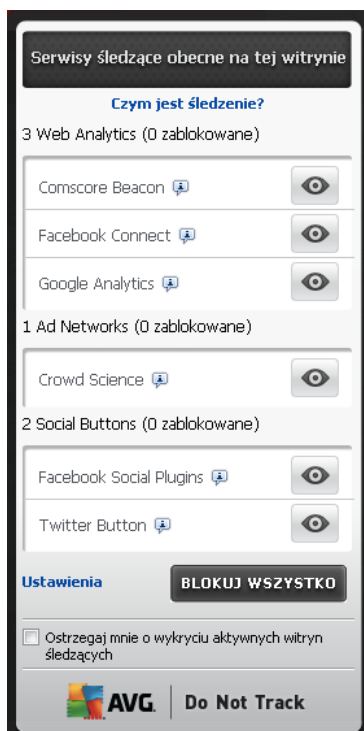 Serwisy śledzące obecne na tej witrynie
Czym jest śledzenie?
3 Web Analytics (0 zablokowane)
Comscore Beacon
Facebook Connect
Google Analytics
1 Ad Networks (0 zablokowane)
Crowd Science
2 Social Buttons (0 zablokowane)
Facebook Social Plugins
Twitter Button
Ustawienia
BLOKUJ WSZYSTKO
Ostrzegaj mnie o wykryciu aktywnych witryn
śledzących
AVG. Do Not Track